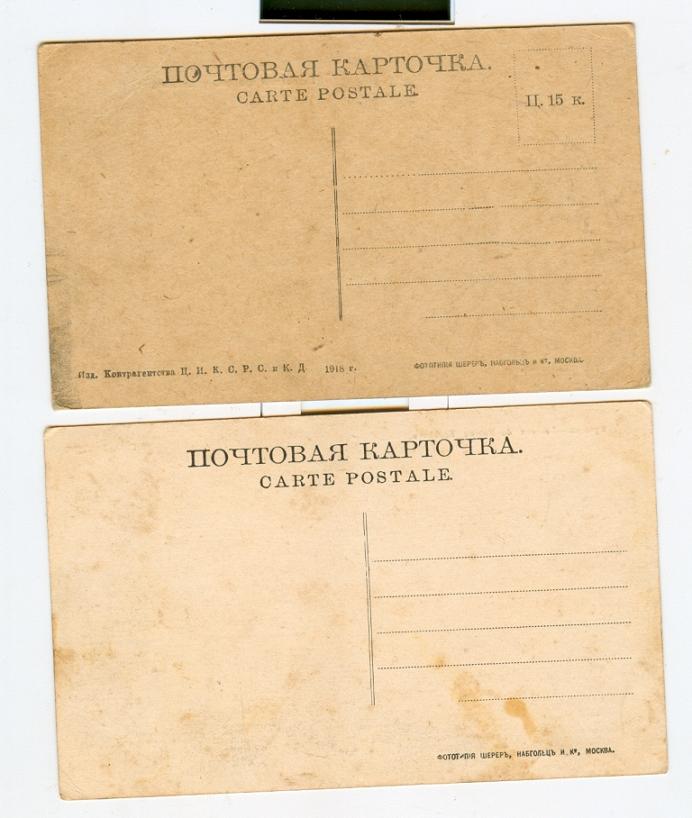 ПОЧТОВАЯ КАРТОЧКА.
CARTE POSTALE.
Ц. 15 к.
Изд. Контрагентства Ц. И. К. С. Р. С. и К. Д 1918 г.
ФОТОТИПІЯ ШЕРЕРЪ, НАБГОЛЬЦЪ И Кº, МОСКВА.
ПОЧТОВАЯ КАРТОЧКА.
CARTE POSTALE.
ФОТОТИПІЯ ШЕРЕРЪ, НАБГОЛЬЦЪ И Кº, МОСКВА.